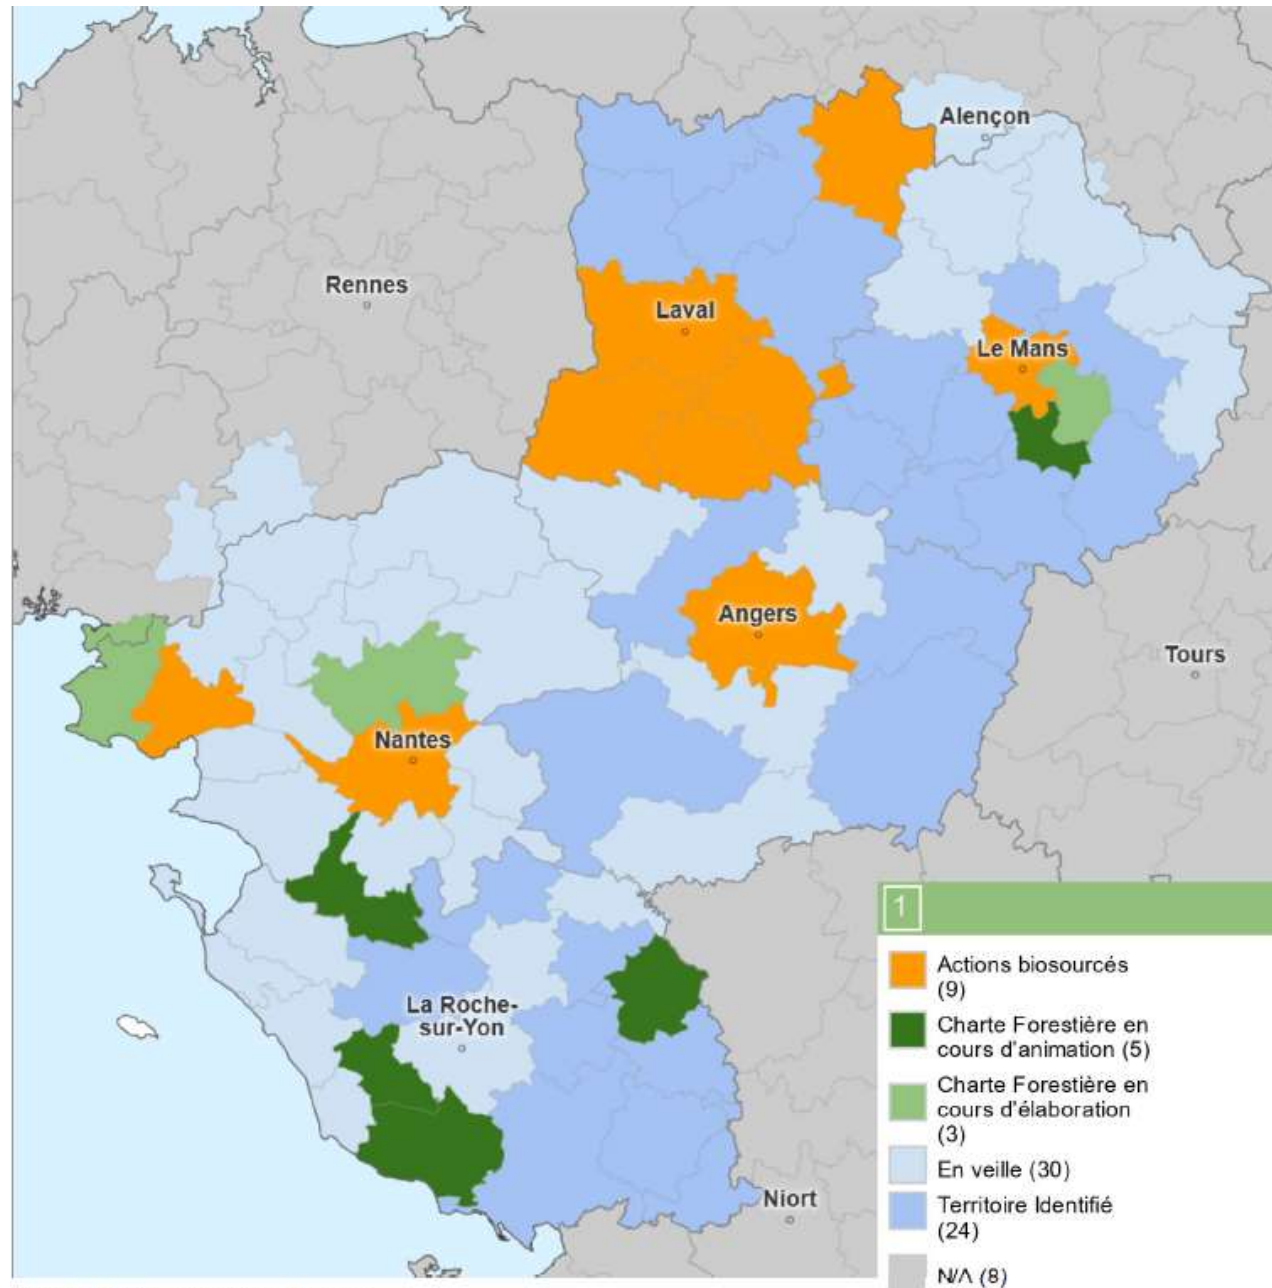 Alençon
Rennes
Laval
Le Mans
Angers
Tours
Nantes
La Roche-
sur-Yon
Niort
1
Actions biosourcés
(9)
Charte Forestière en
cours d'animation (5)
Charte Forestière en
cours d'élaboration
(3)
En veille (30)
Territoire Identifié
(24)
N/A (8)